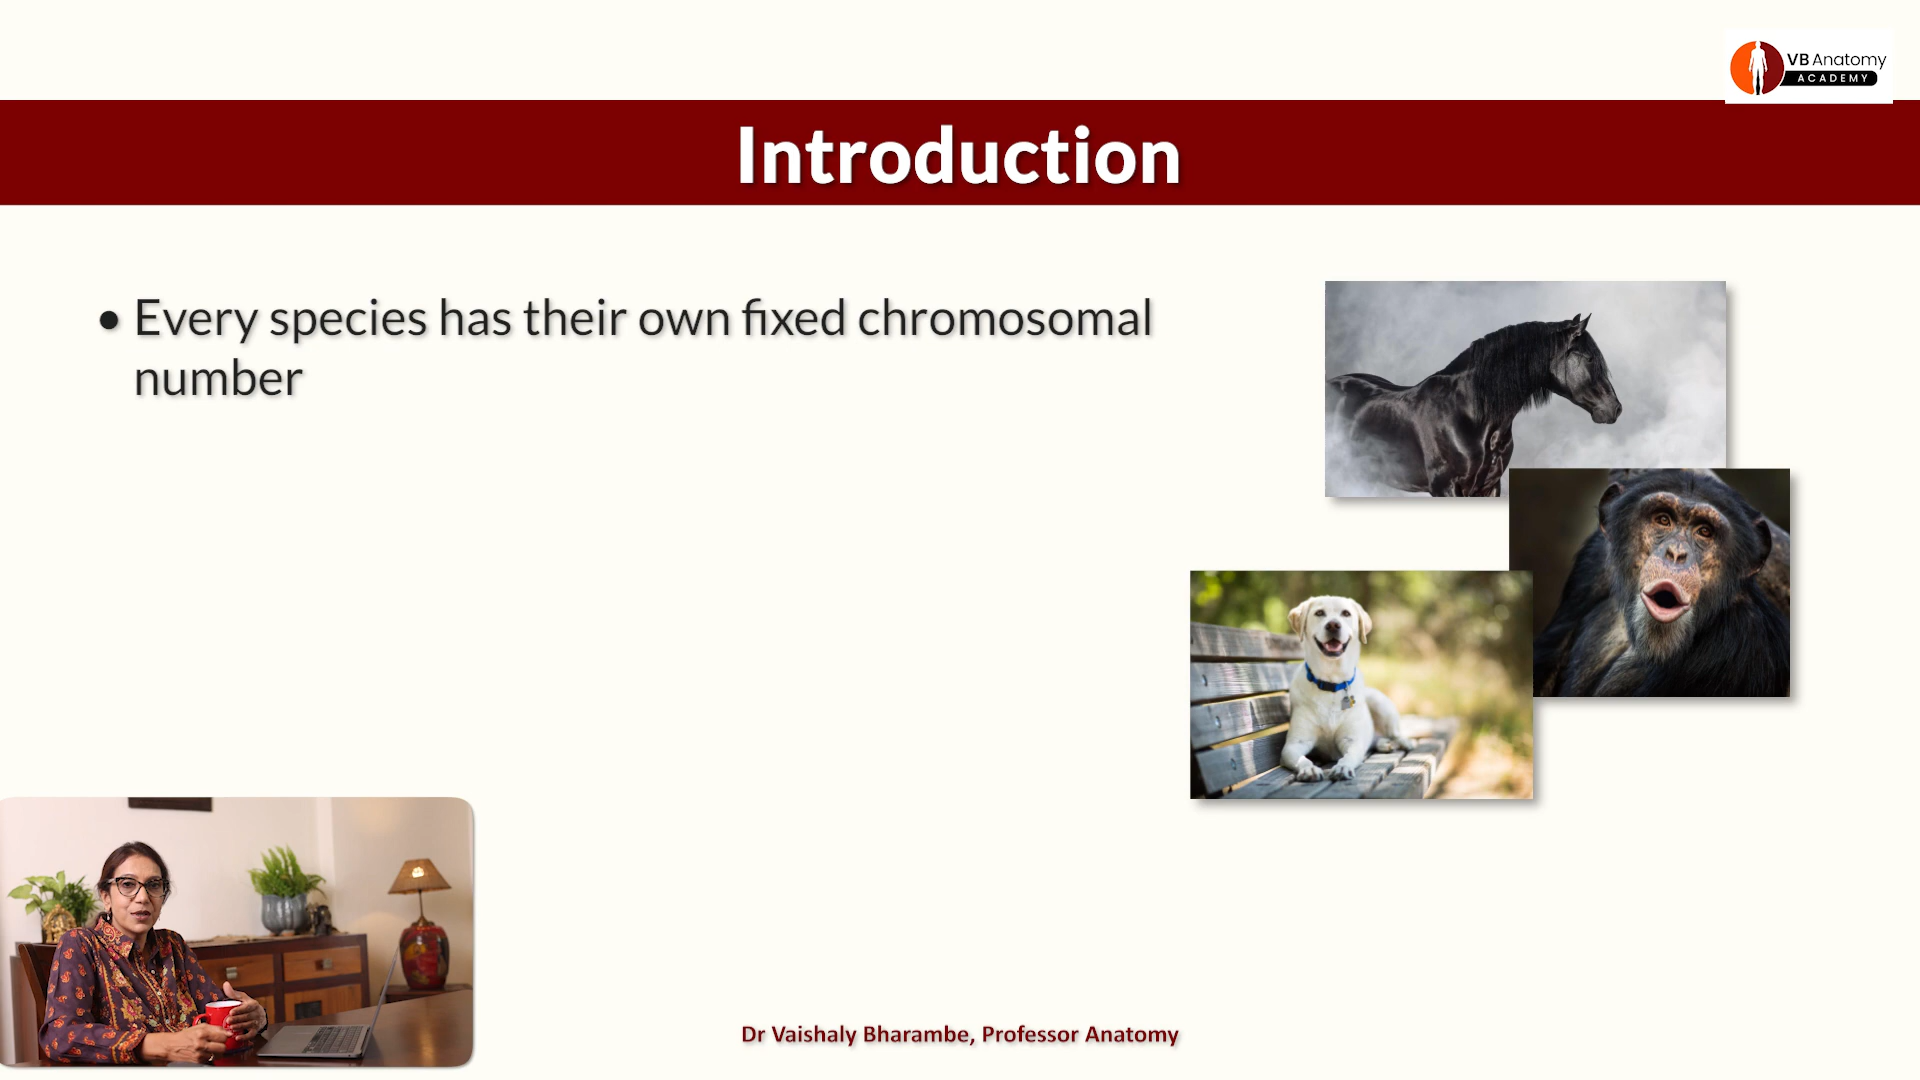 VB Anatomy
ACADEMY
Introduction
• Every species has their own fixed chromosomal
number
Dr Vaishaly Bharambe, Professor Anatomy